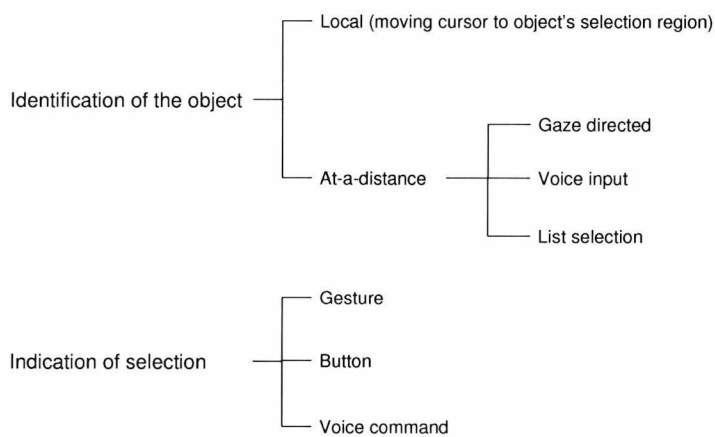 Local (moving cursor to object's selection region)
Identification of the object
Gaze directed
At-a-distance
Voice input
List selection
Gesture
Indication of selection
Button
Voice command